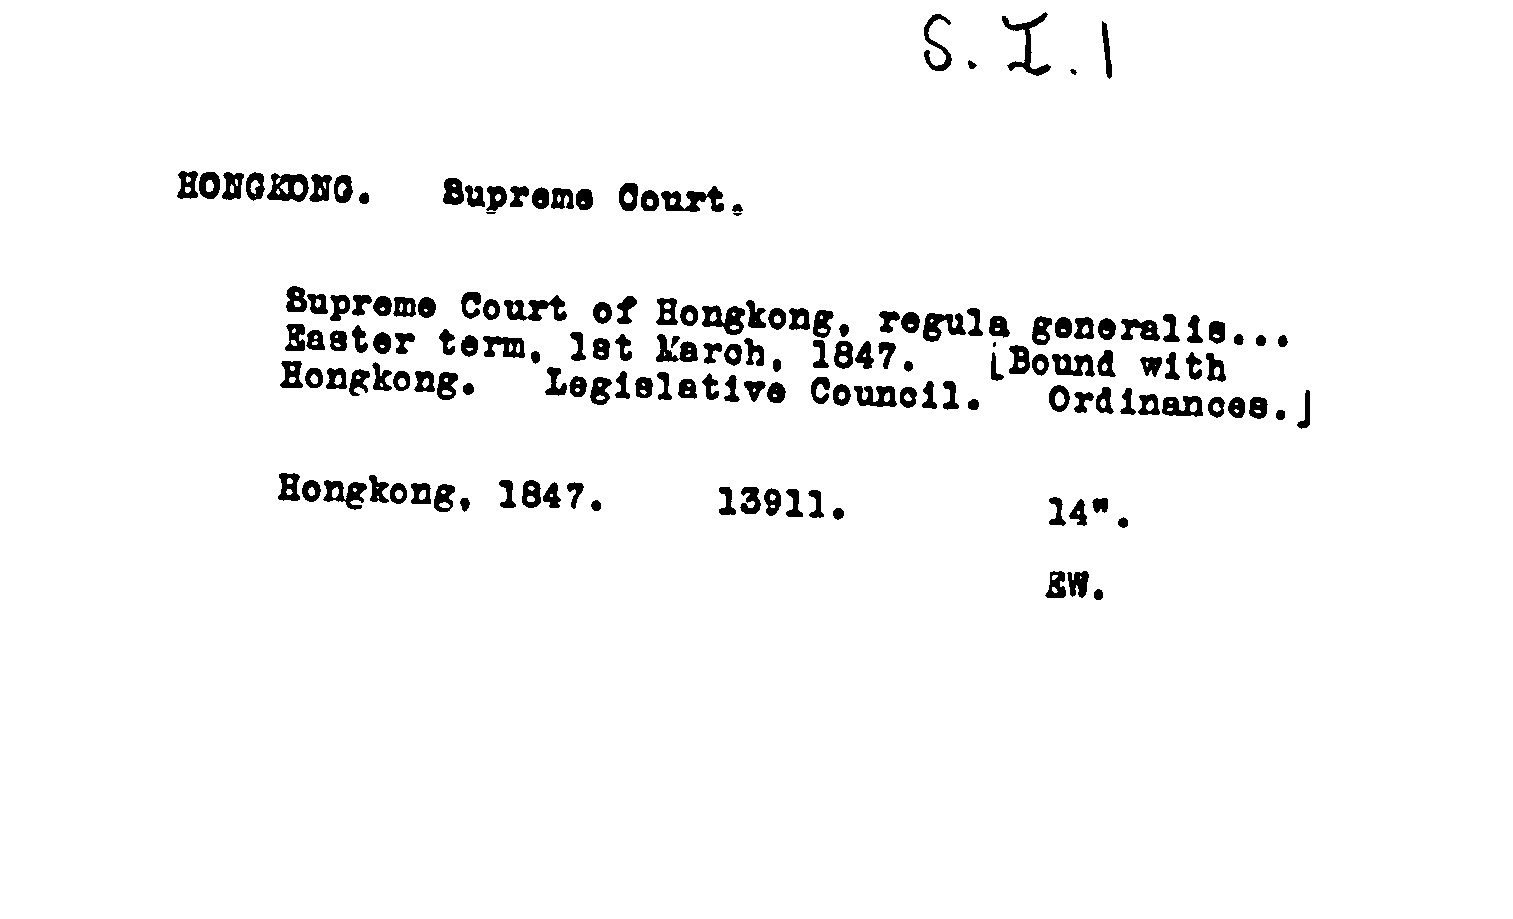 S. I. 1
HONGKONG. Supreme Court.
Supreme Court of Hongkong, regula generalis...
Easter term, 1st March, 1847. [Bound with
Hongkong. Legislative Council. Ordinances.]
Hongkong, 1847. 13911. 14".
EW.